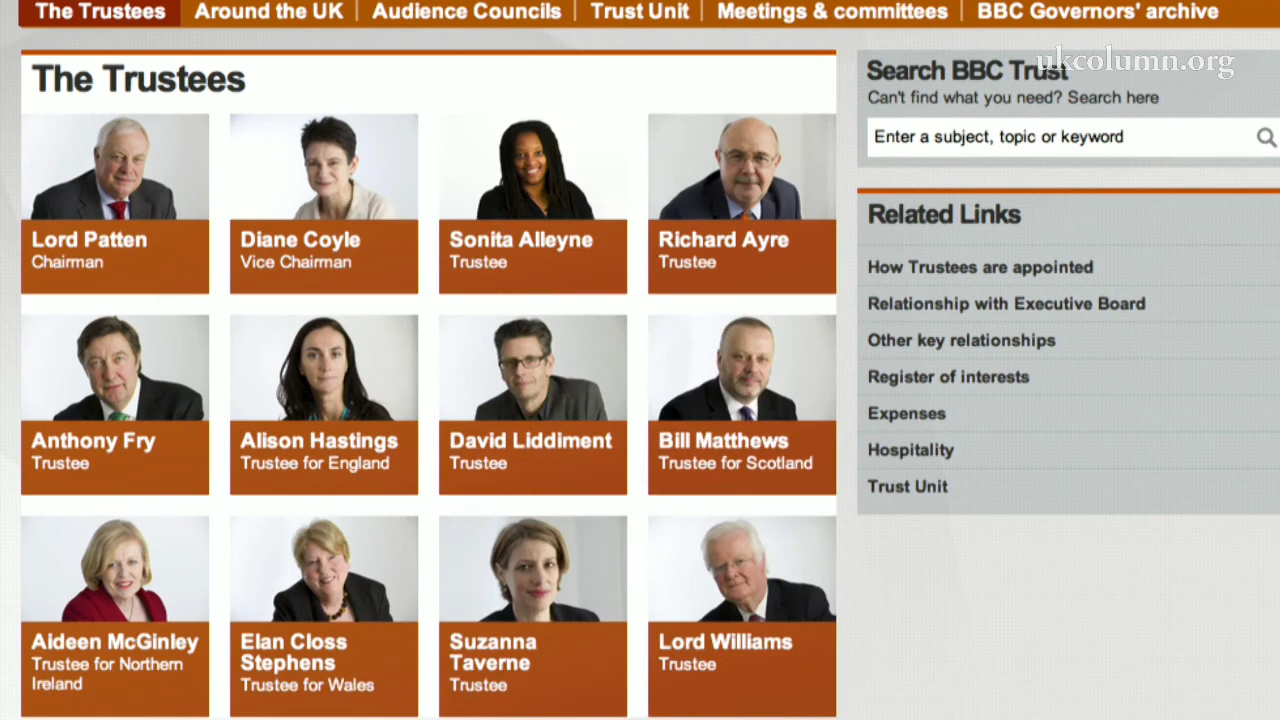 The Trustees
Around the UK
Audience Councils
Trust Unit
Meetings & committees
BBC Governors' archive
ukcolumn.org
The Trustees
Lord Patten
Chairman
Diane Coyle
Vice Chairman
Sonita Alleyne
Trustee
Richard Ayre
Trustee
Anthony Fry
Trustee
Alison Hastings
Trustee for England
David Liddiment
Trustee
Bill Matthews
Trustee for Scotland
Aideen McGinley
Trustee for Northern
Ireland
Elan Closs
Stephens
Trustee for Wales
Suzanna
Taverne
Trustee
Lord Williams
Trustee
Search BBC Trust
Can't find what you need? Search here
Enter a subject, topic or keyword
Related Links
How Trustees are appointed
Relationship with Executive Board
Other key relationships
Register of interests
Expenses
Hospitality
Trust Unit